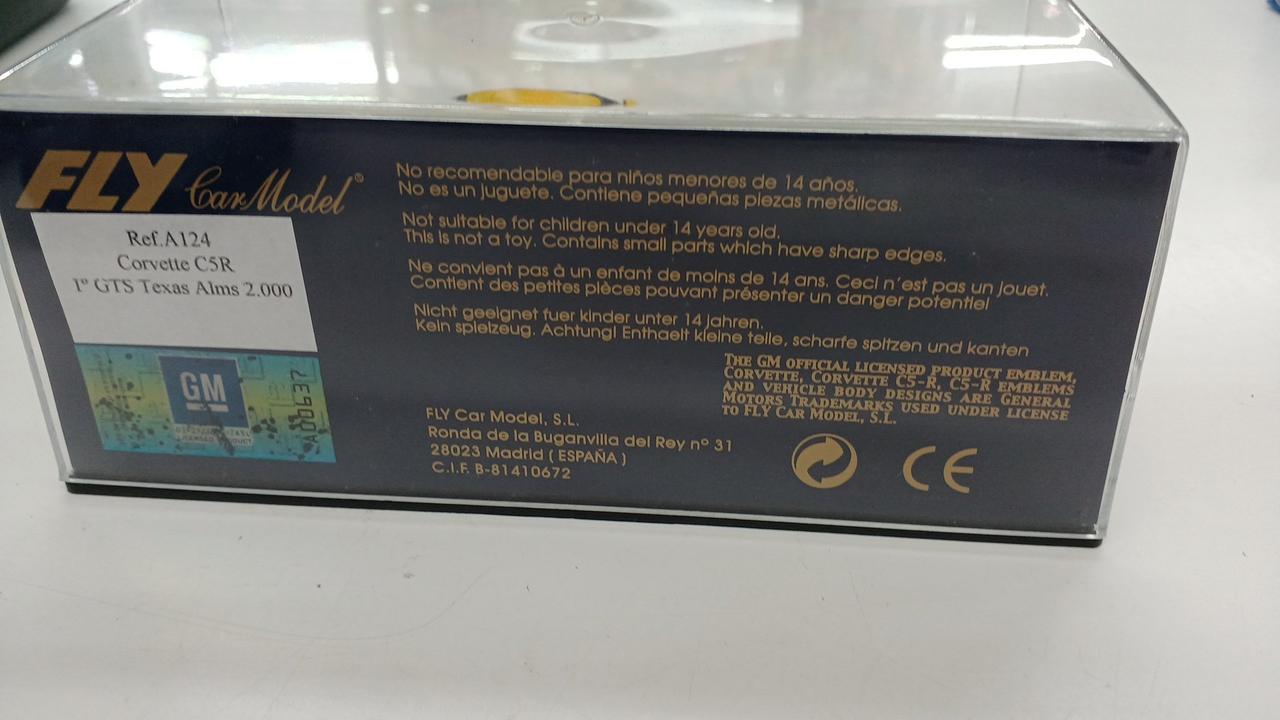 FLY Car Model®
Ref.A124
Corvette C5R
1º GTS Texas Alms 2.000
GM
LICENSED PRODUCT
A00637
No recomendable para niños menores de 14 años.
No es un juguete. Contiene pequeñas piezas metálicas.
Not suitable for children under 14 years old.
This is not a toy. Contains small parts which have sharp edges.
Ne convient pas à un enfant de moins de 14 ans. Ceci n'est pas un jouet.
Contient des petites plèces pouvant présenter un danger potentiel
Nicht geeignet fuer kinder unter 14 jahren.
Kein spielzeug. Achtung! Enthaelt kleine teile, scharfe spitzen und kanten
THE GM OFFICIAL LICENSED PRODUCT EMBLEM,
CORVETTE, CORVETTE C5-R, C5-R EMBLEMS
AND VEHICLE BODY DESIGNS ARE GENERAL
MOTORS TRADEMARKS USED UNDER LICENSE
TO FLY CAR MODEL, S.L.
FLY Car Model, S.L.
Ronda de la Buganvilla del Rey nº 31
28023 Madrid ( ESPAÑA )
C.I.F. B-81410672
CE